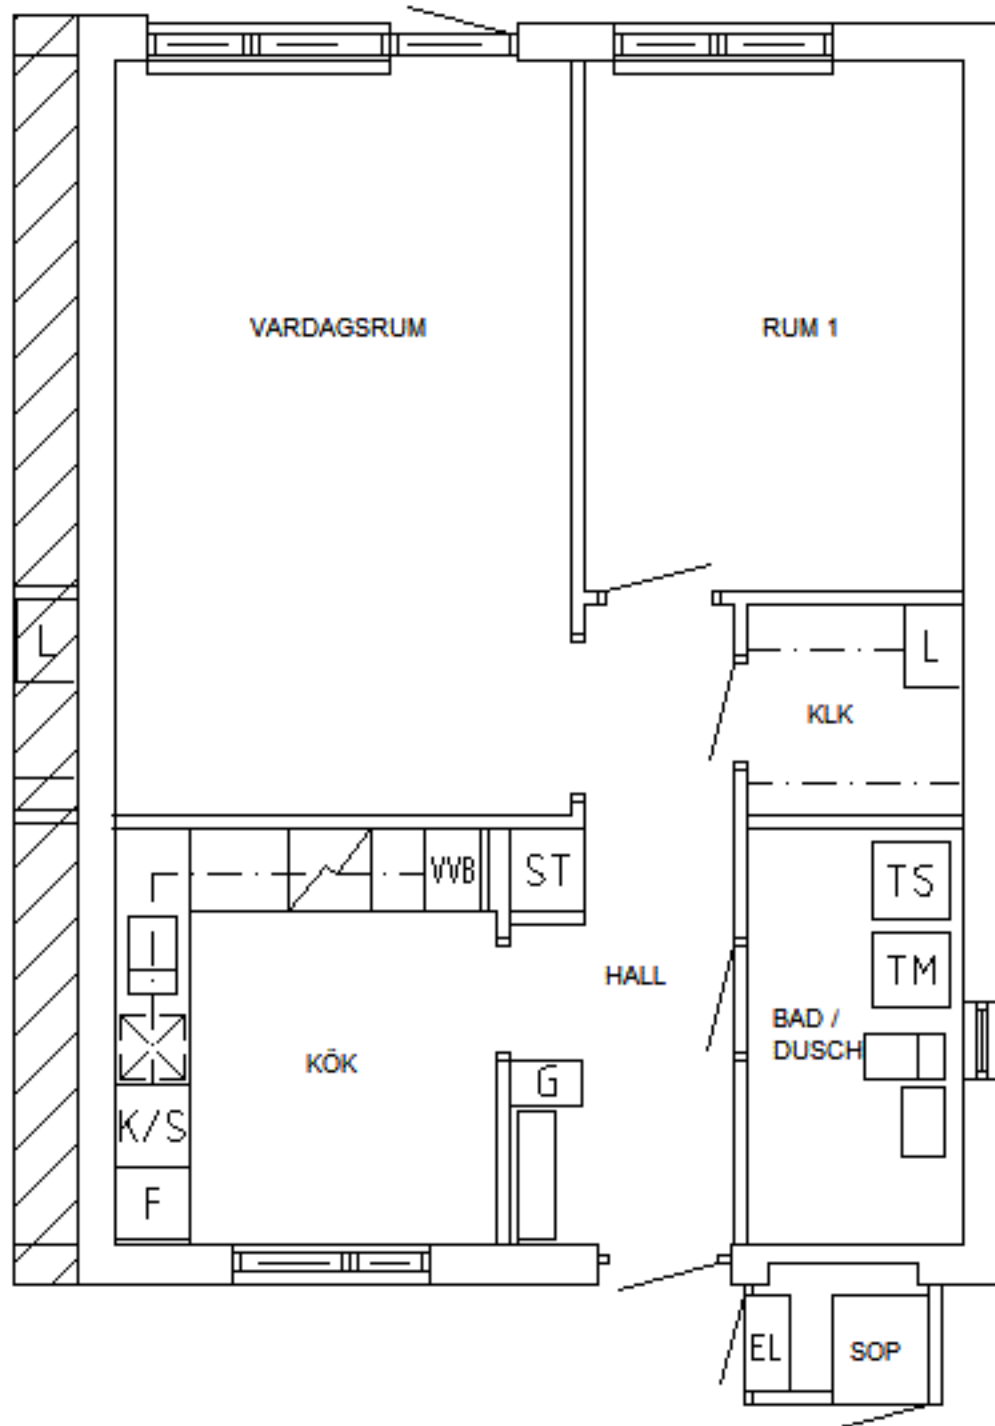 VARDAGSRUM
RUM 1
L
L
KLK
VVB
ST
TS
TM
HALL
BAD /
DUSCH
KÖK
G
K/S
F
EL
SOP